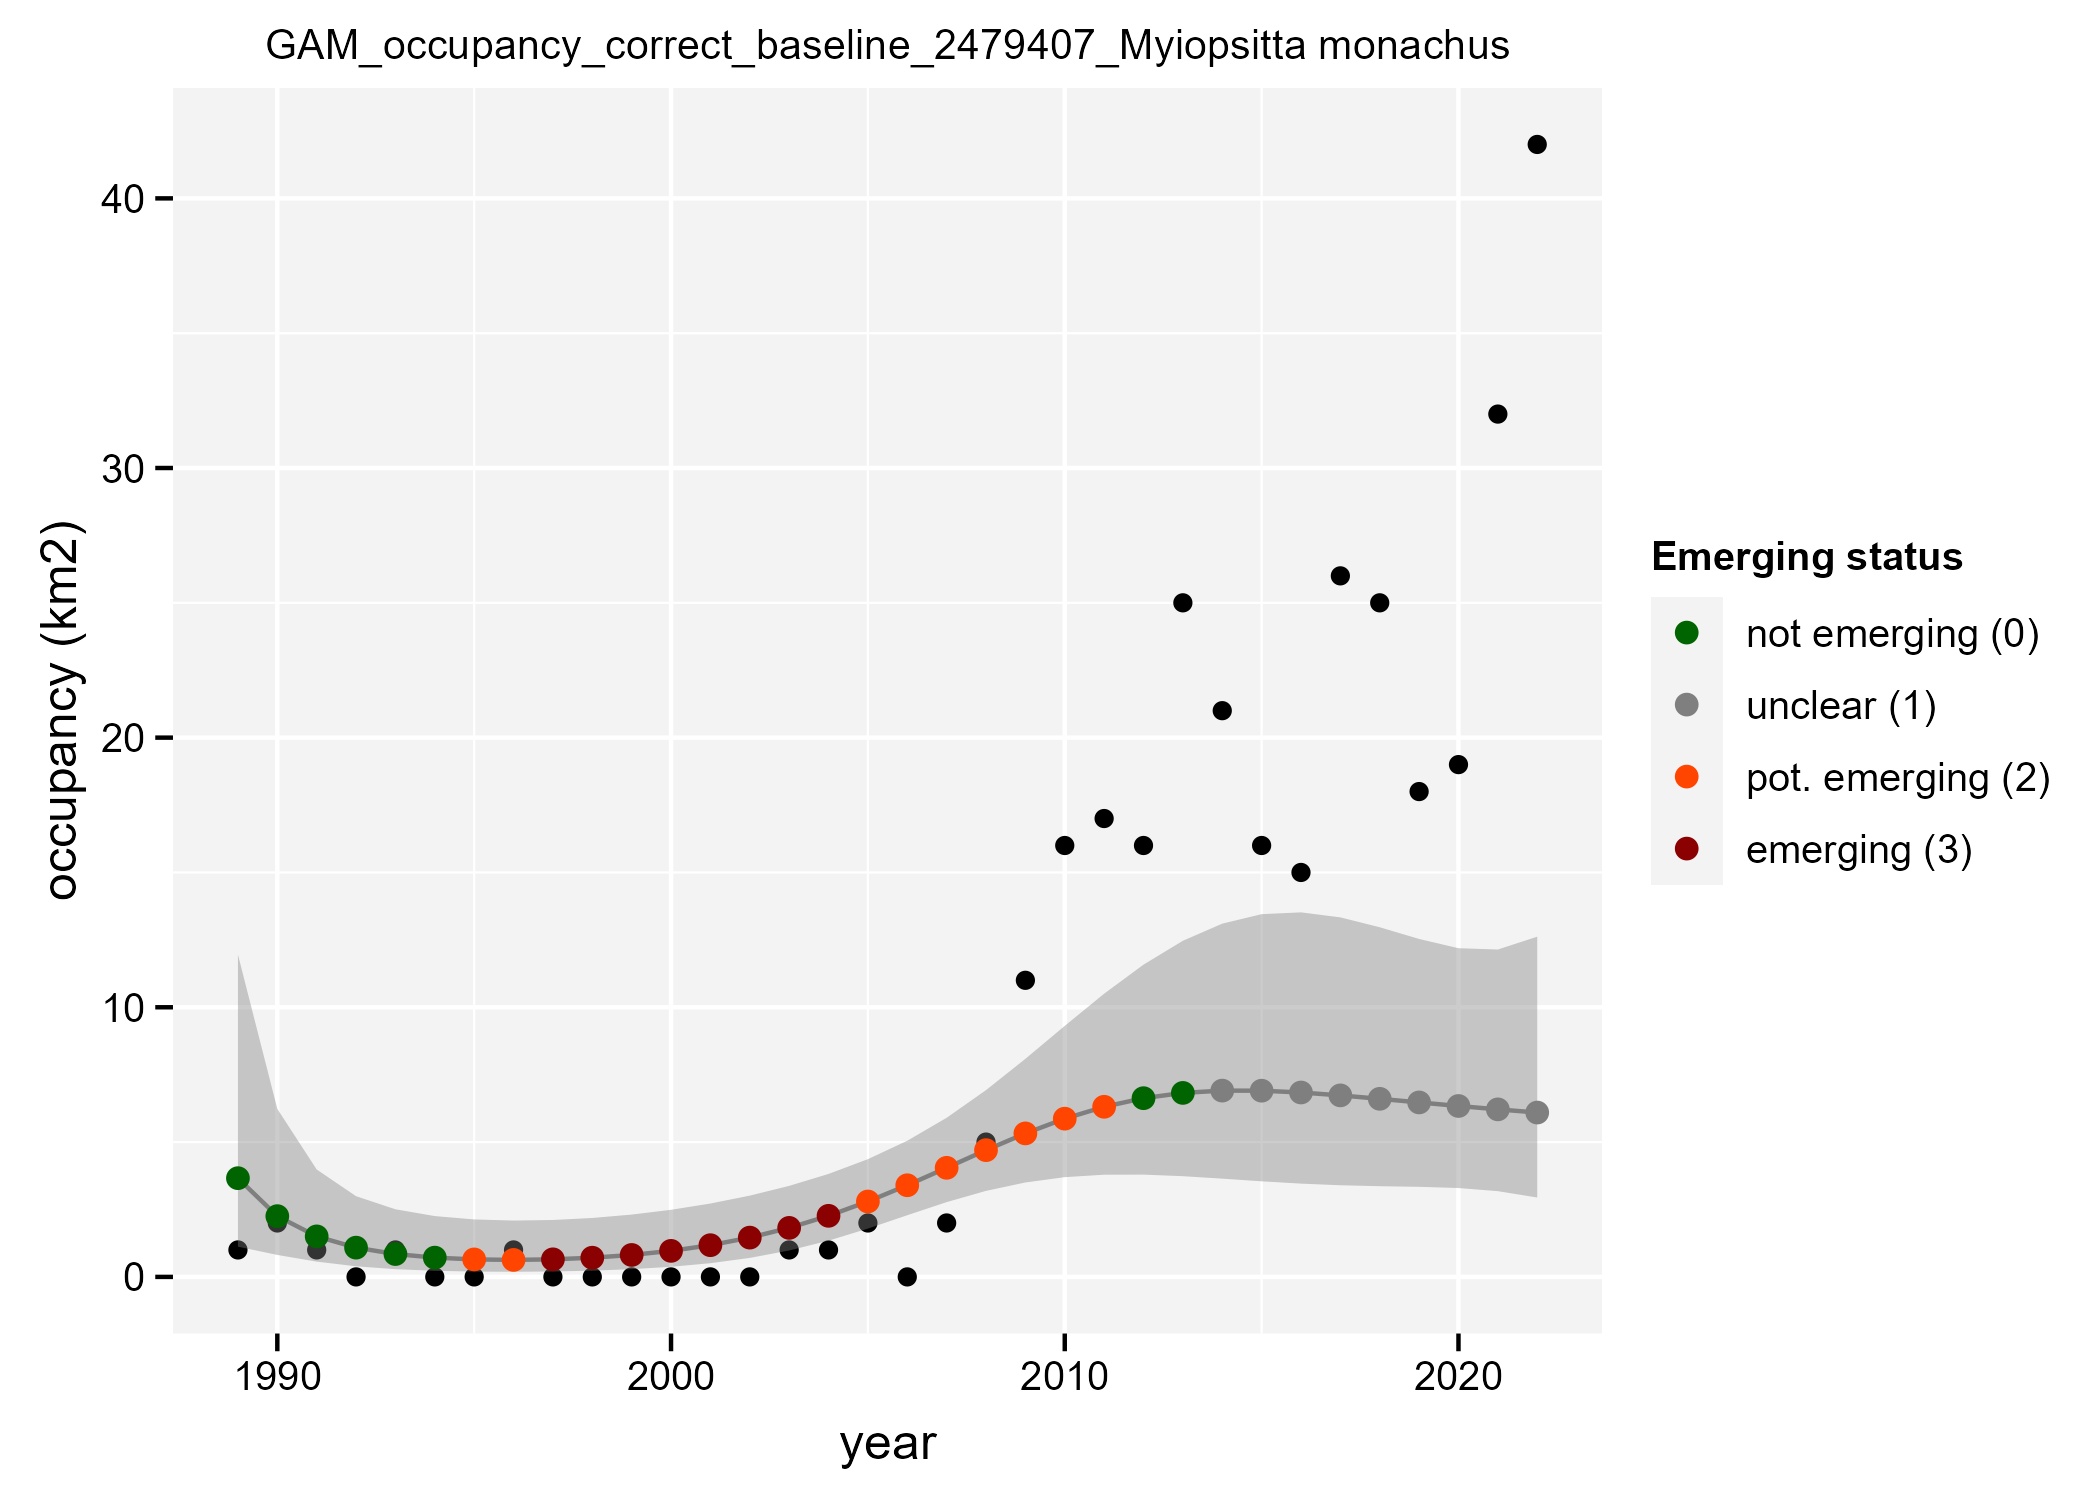 GAM_occupancy_correct_baseline_2479407_Myiopsitta monachus
occupancy (km2)
40
30
20
10
0
1990 2000 2010 2020
year
Emerging status
not emerging (0)
unclear (1)
pot. emerging (2)
emerging (3)